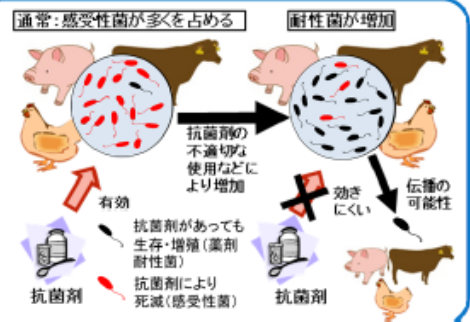 通常:感受性菌が多くを占める
耐性菌が増加
抗菌剤の
不適切な
使用などに
より増加
有効
抗菌剤があっても
生存・増殖(薬剤
耐性菌)
抗菌剤により
死滅(感受性菌)
抗菌剤
効き
にくい
抗菌剤
伝播の
可能性